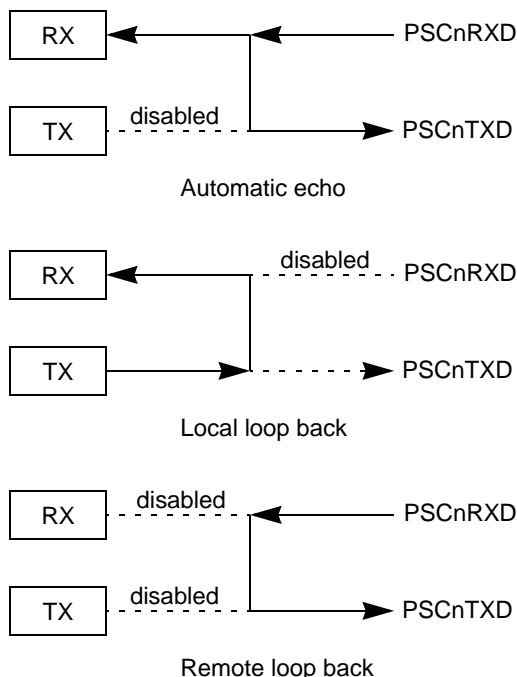 RX PSCnRXD
TX disabled PSCnTXD
Automatic echo
RX disabled PSCnRXD
TX PSCnTXD
Local loop back
RX disabled PSCnRXD
TX disabled PSCnTXD
Remote loop back